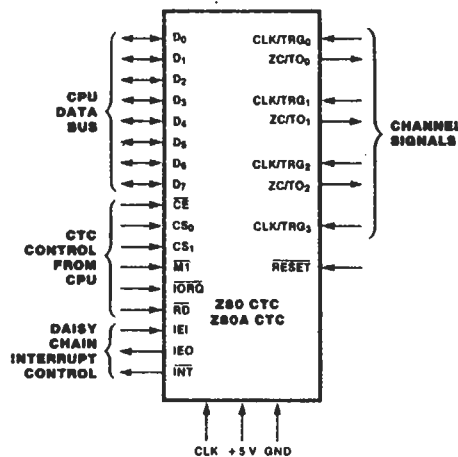 CPU
DATA
BUS
D0
D1
D2
D3
D4
D5
D6
D7
CTC
CONTROL
FROM
CPU
CE
CS0
CS1
M1
IORQ
RD
DAISY
CHAIN
INTERRUPT
CONTROL
IEI
IEO
INT
CLK/TRG0
ZC/TO0
CLK/TRG1
ZC/TO1
CLK/TRG2
ZC/TO2
CLK/TRG3
RESET
CHANNEL
SIGNALS
Z80 CTC
Z80A CTC
CLK +5 V GND